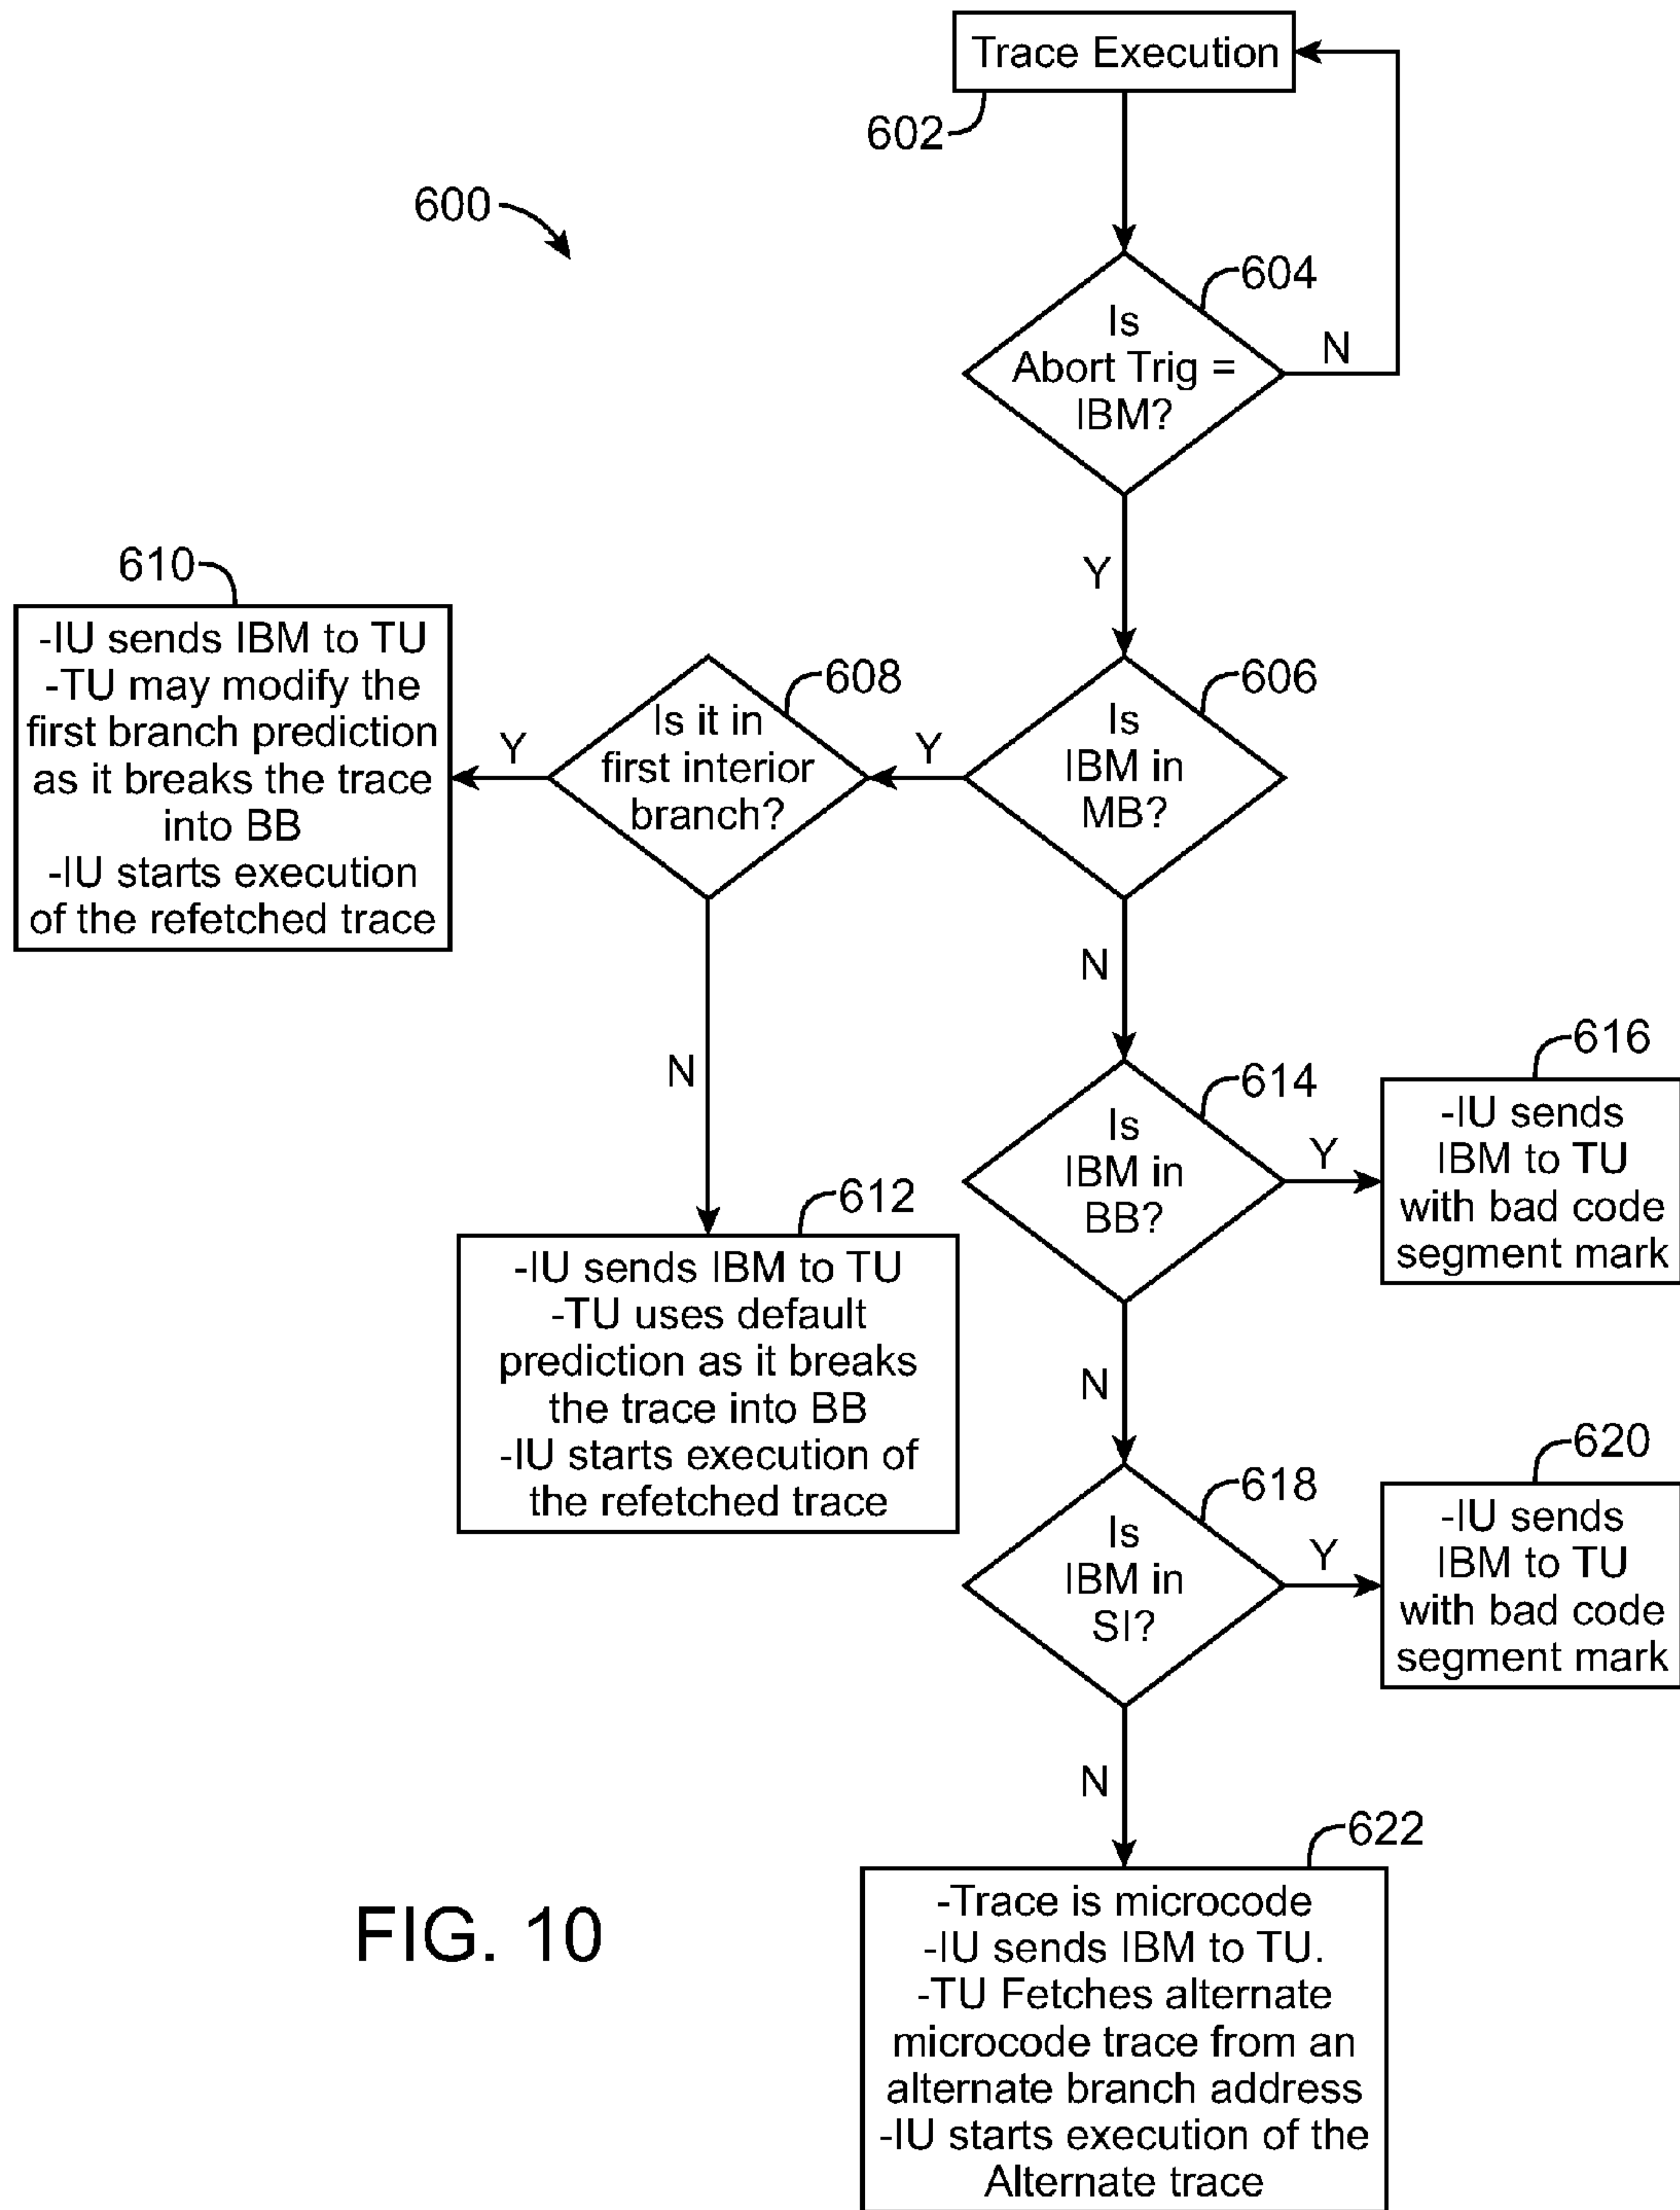 Trace Execution
602
600
604
Is
Abort Trig =
IBM?
N
Y
610
-IU sends IBM to TU
-TU may modify the
first branch prediction
as it breaks the trace
into BB
-IU starts execution
of the refetched trace
Y
608
Is it in
first interior
branch?
Y
606
Is
IBM in
MB?
N
N
612
-IU sends IBM to TU
-TU uses default
prediction as it breaks
the trace into BB
-IU starts execution of
the refetched trace
614
Is
IBM in
BB?
Y
616
-IU sends
IBM to TU
with bad code
segment mark
N
618
Is
IBM in
SI?
Y
620
-IU sends
IBM to TU
with bad code
segment mark
N
622
-Trace is microcode
-IU sends IBM to TU.
-TU Fetches alternate
microcode trace from an
alternate branch address
-IU starts execution of the
Alternate trace
FIG. 10